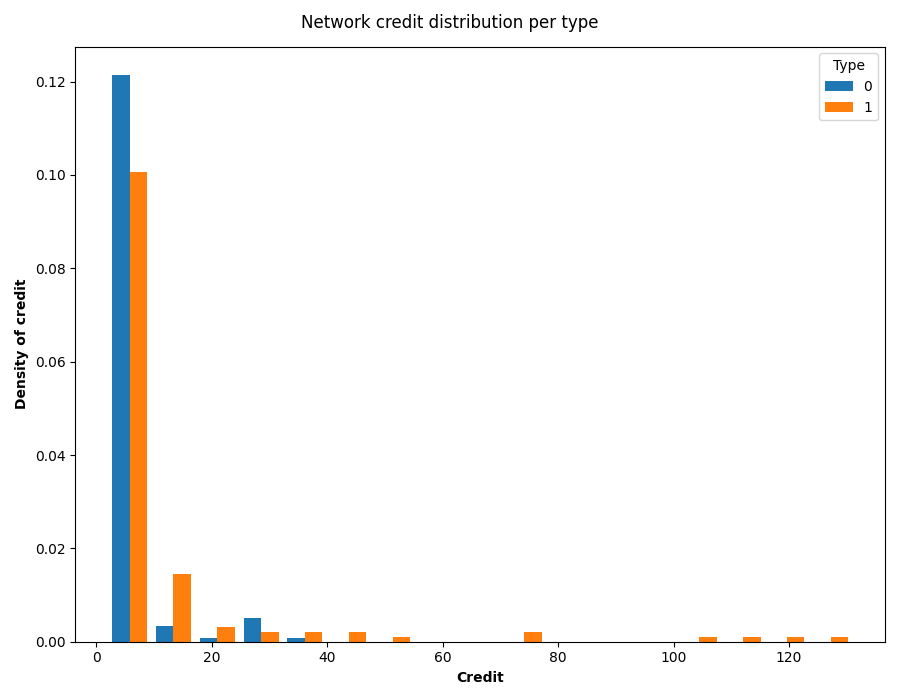 Network credit distribution per type
Type
0
1
0.12
0.10
0.08
0.06
0.04
0.02
0.00
Density of credit
0 20 40 60 80 100 120
Credit